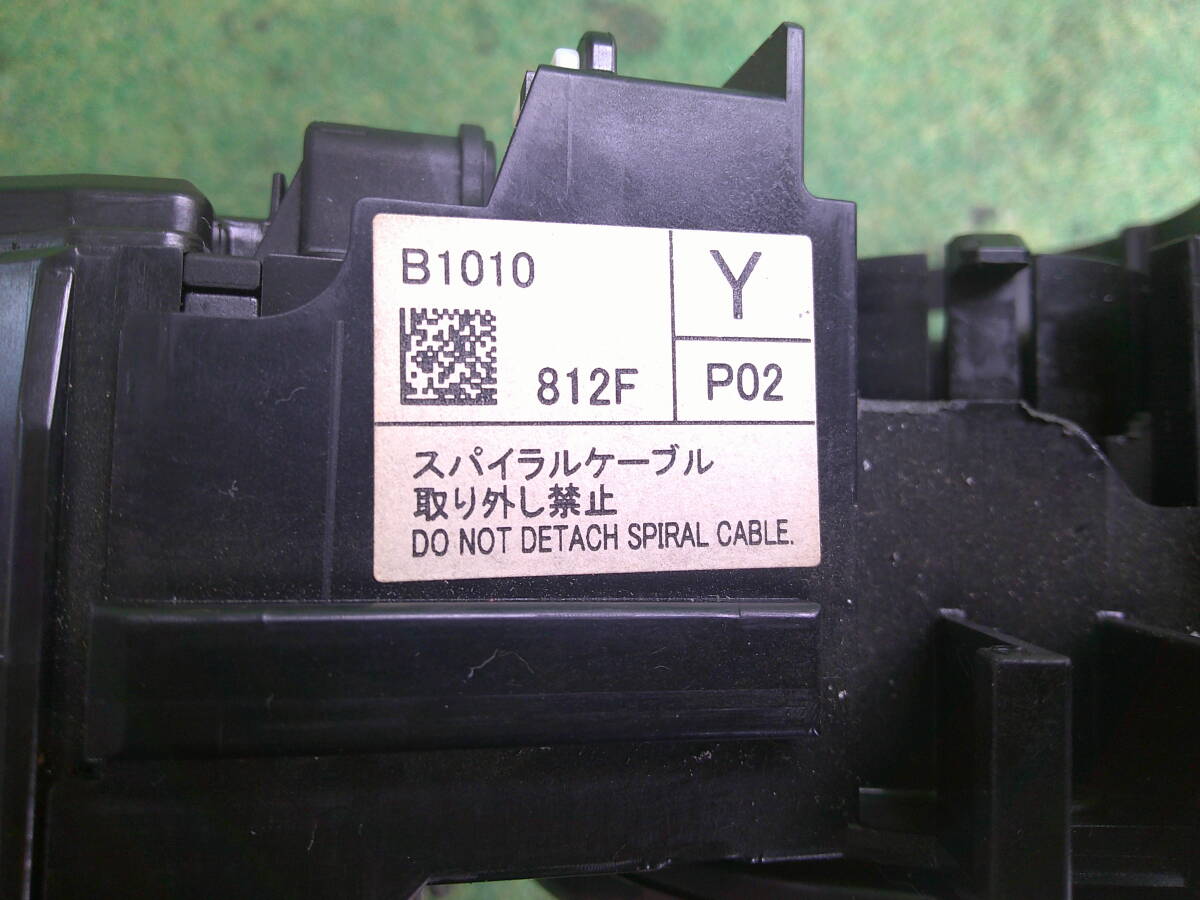 B1010
Y
812F
P02
スパイラルケーブル
取り外し禁止
DO NOT DETACH SPIRAL CABLE.